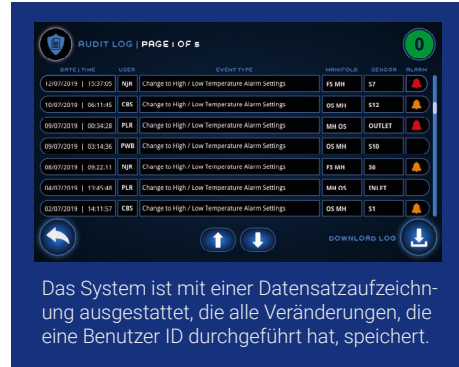 AUDIT LOG | PAGE 1 OF 5
0
DATE | TIME USER EVENT TYPE MANIFOLD SENSOR ALARM
12/07/2019 | 15:37:05 NJR Change to High / Low Temperature Alarm Settings FS MH S7
10/07/2019 | 06:11:45 CBS Change to High / Low Temperature Alarm Settings OS MH S12
09/07/2019 | 00:34:28 PLR Change to High / Low Temperature Alarm Settings MH OS OUTLET
09/07/2019 | 03:14:36 PWB Change to High / Low Temperature Alarm Settings OS MH S10
08/07/2019 | 09:22:11 NJR Change to High / Low Temperature Alarm Settings FS MH S6
04/07/2019 | 13:45:48 PLR Change to High / Low Temperature Alarm Settings MH OS INLET
02/07/2019 | 14:11:57 CBS Change to High / Low Temperature Alarm Settings OS MH S1
DOWNLOAD LOG
Das System ist mit einer Datensatzaufzeichn-
ung ausgestattet, die alle Veränderungen, die
eine Benutzer ID durchgeführt hat, speichert.